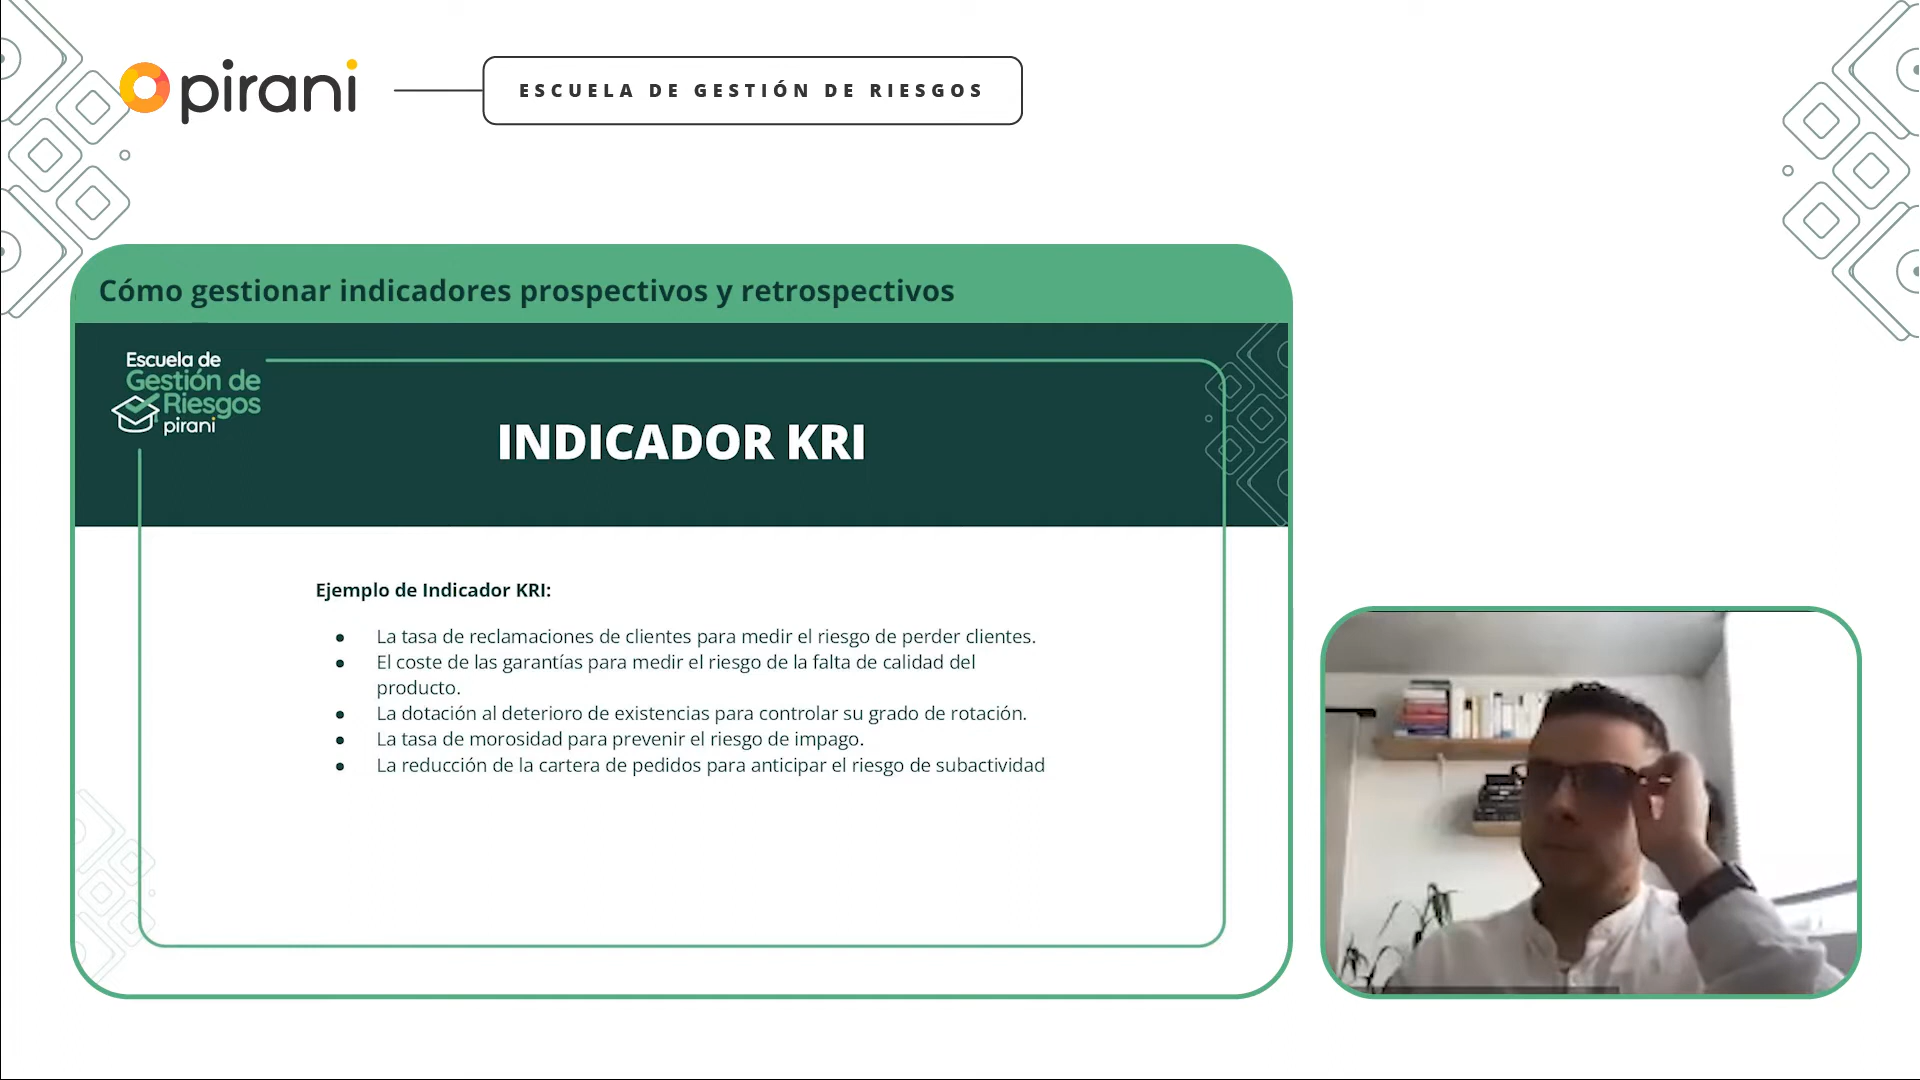 pirani
ESCUELA DE GESTIÓN DE RIESGOS
Cómo gestionar indicadores prospectivos y retrospectivos
Escuela de
Gestión de
Riesgos
pirani
INDICADOR KRI
Ejemplo de Indicador KRI:
● La tasa de reclamaciones de clientes para medir el riesgo de perder clientes.
● El coste de las garantías para medir el riesgo de la falta de calidad del
producto.
● La dotación al deterioro de existencias para controlar su grado de rotación.
● La tasa de morosidad para prevenir el riesgo de impago.
● La reducción de la cartera de pedidos para anticipar el riesgo de subactividad